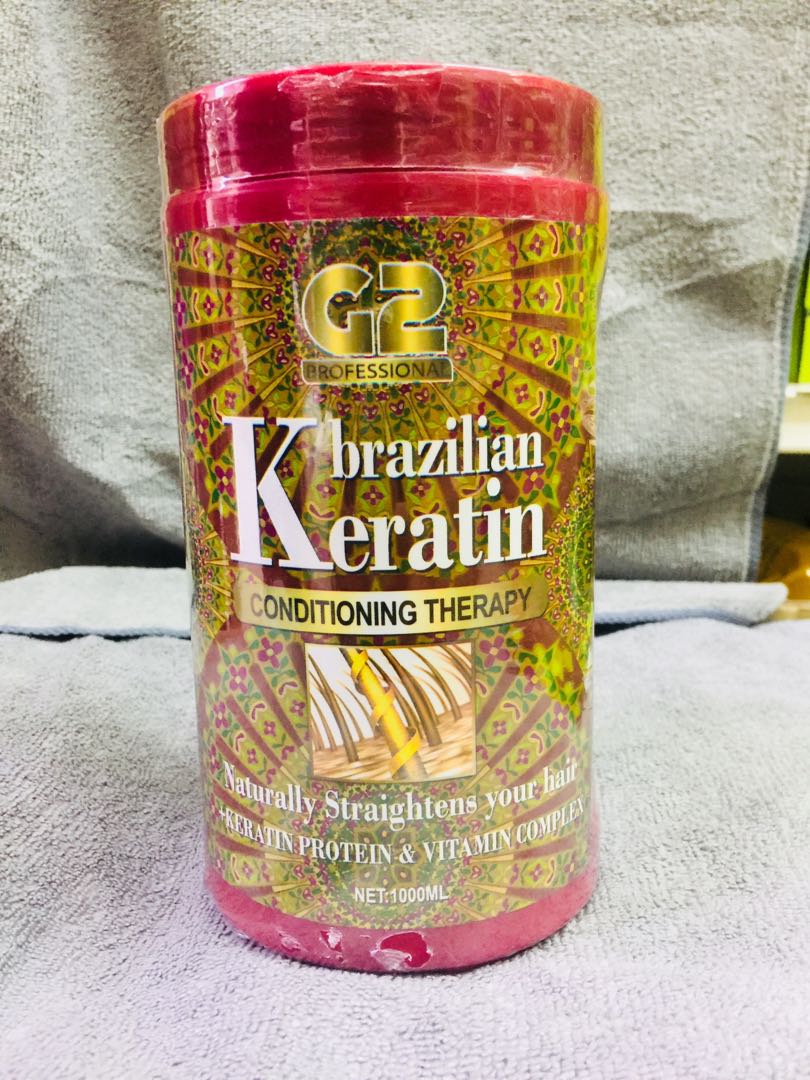 G2
PROFESSIONAL
brazilian
Keratin
CONDITIONING THERAPY
Naturally Straightens your hair
+KERATIN PROTEIN & VITAMIN COMPLEX
NET:1000ML